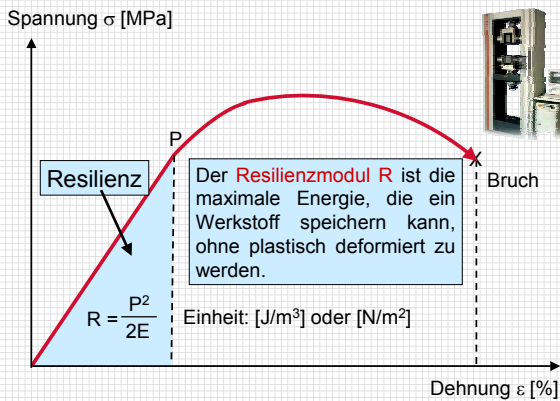 Spannung σ [MPa]
P
Resilienz
Der Resilienzmodul R ist die
maximale Energie, die ein
Werkstoff speichern kann,
ohne plastisch deformiert zu
werden.
X
Bruch
R = P²/2E
Einheit: [J/m³] oder [N/m²]
Dehnung ε [%]